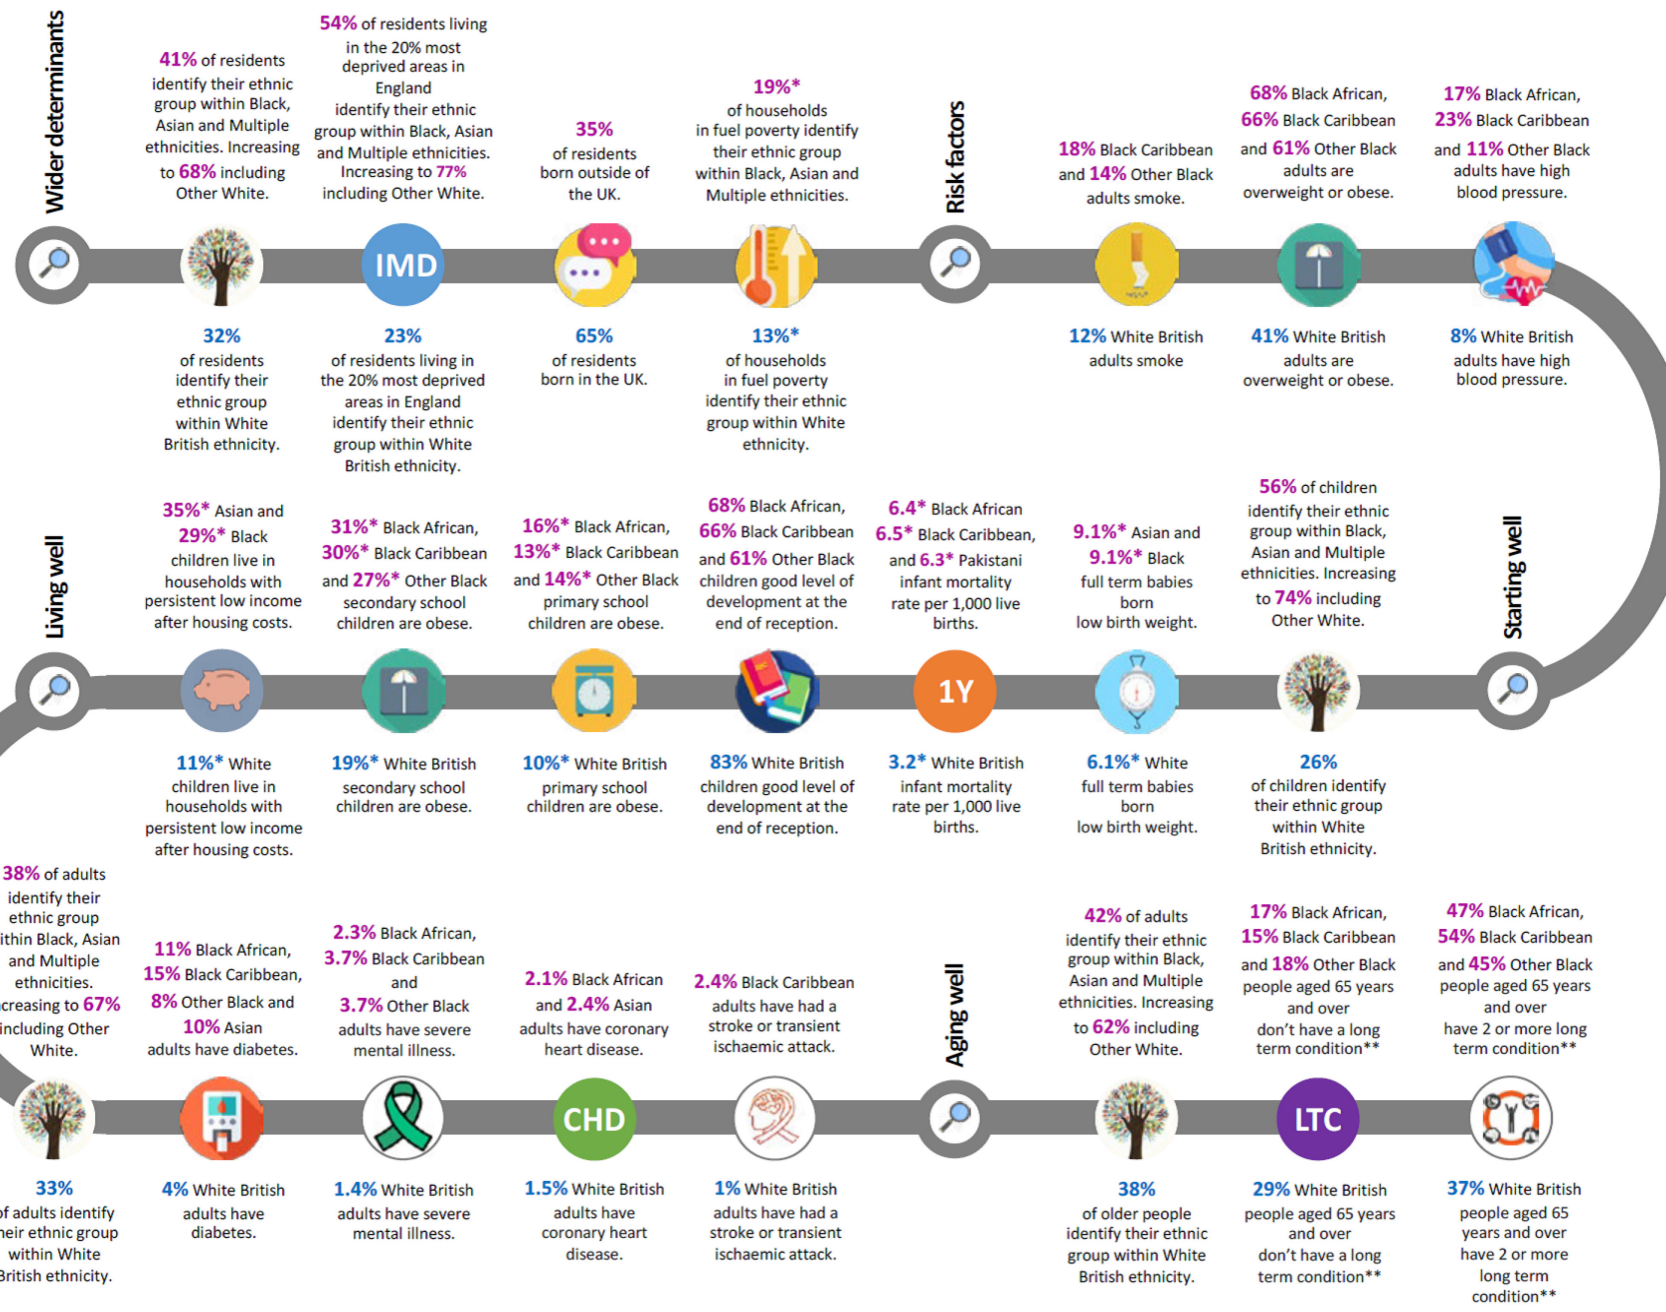 Wider determinants
41% of residents
identify their ethnic
group within Black,
Asian and Multiple
ethnicities. Increasing
to 68% including
Other White.
54% of residents living
in the 20% most
deprived areas in
England
identify their ethnic
group within Black, Asian
and Multiple ethnicities.
Increasing to 77%
including Other White.
35%
of residents
born outside of
the UK.
19%*
of households
in fuel poverty identify
their ethnic group
within Black, Asian and
Multiple ethnicities.
Risk factors
18% Black Caribbean
and 14% Other Black
adults smoke.
68% Black African,
66% Black Caribbean
and 61% Other Black
adults are
overweight or obese.
17% Black African,
23% Black Caribbean
and 11% Other Black
adults have high
blood pressure.
IMD
32%
of residents
identify their
ethnic group
within White
British ethnicity.
23%
of residents living in
the 20% most deprived
areas in England
identify their ethnic
group within White
British ethnicity.
65%
of residents
born in the UK.
13%*
of households
in fuel poverty
identify their ethnic
group within White
ethnicity.
12% White British
adults smoke
41% White British
adults are
overweight or obese.
8% White British
adults have high
blood pressure.
Living well
35%* Asian and
29%* Black
children live in
households with
persistent low income
after housing costs.
31%* Black African,
30%* Black Caribbean
and 27%* Other Black
secondary school
children are obese.
16%* Black African,
13%* Black Caribbean
and 14%* Other Black
primary school
children are obese.
68% Black African,
66% Black Caribbean
and 61% Other Black
children good level of
development at the
end of reception.
6.4* Black African
6.5* Black Caribbean,
and 6.3* Pakistani
infant mortality
rate per 1,000 live
births.
9.1%* Asian and
9.1%* Black
full term babies
born
low birth weight.
56% of children
identify their ethnic
group within Black,
Asian and Multiple
ethnicities. Increasing
to 74% including
Other White.
Starting well
1Y
11%* White
children live in
households with
persistent low income
after housing costs.
19%* White British
secondary school
children are obese.
10%* White British
primary school
children are obese.
83% White British
children good level of
development at the
end of reception.
3.2* White British
infant mortality
rate per 1,000 live
births.
6.1%* White
full term babies
born
low birth weight.
26%
of children identify
their ethnic group
within White
British ethnicity.
38% of adults
identify their
ethnic group
ithin Black, Asian
and Multiple
ethnicities.
creasing to 67%
including Other
White.
11% Black African,
15% Black Caribbean,
8% Other Black and
10% Asian
adults have diabetes.
2.3% Black African,
3.7% Black Caribbean
and
3.7% Other Black
adults have severe
mental illness.
2.1% Black African
and 2.4% Asian
adults have coronary
heart disease.
2.4% Black Caribbean
adults have had a
stroke or transient
ischaemic attack.
Aging well
42% of adults
identify their ethnic
group within Black,
Asian and Multiple
ethnicities. Increasing
to 62% including
Other White.
17% Black African,
15% Black Caribbean
and 18% Other Black
people aged 65 years
and over
don't have a long
term condition**
47% Black African,
54% Black Caribbean
and 45% Other Black
people aged 65 years
and over
have 2 or more long
term condition**
CHD
LTC
33%
of adults identify
heir ethnic group
within White
British ethnicity.
4% White British
adults have
diabetes.
1.4% White British
adults have severe
mental illness.
1.5% White British
adults have
coronary heart
disease.
1% White British
adults have had a
stroke or transient
ischaemic attack.
38%
of older people
identify their ethnic
group within White
British ethnicity.
29% White British
people aged 65 years
and over
don't have a long
term condition**
37% White British
people aged 65
years and over
have 2 or more
long term
condition**